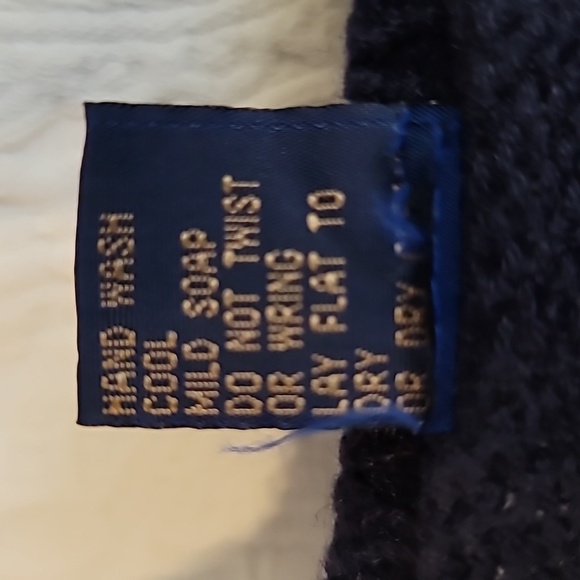 HAND WASH
COOL
MILD SOAP
DO NOT TWIST
OR WRING
LAY FLAT TO
DRY
OR DRY